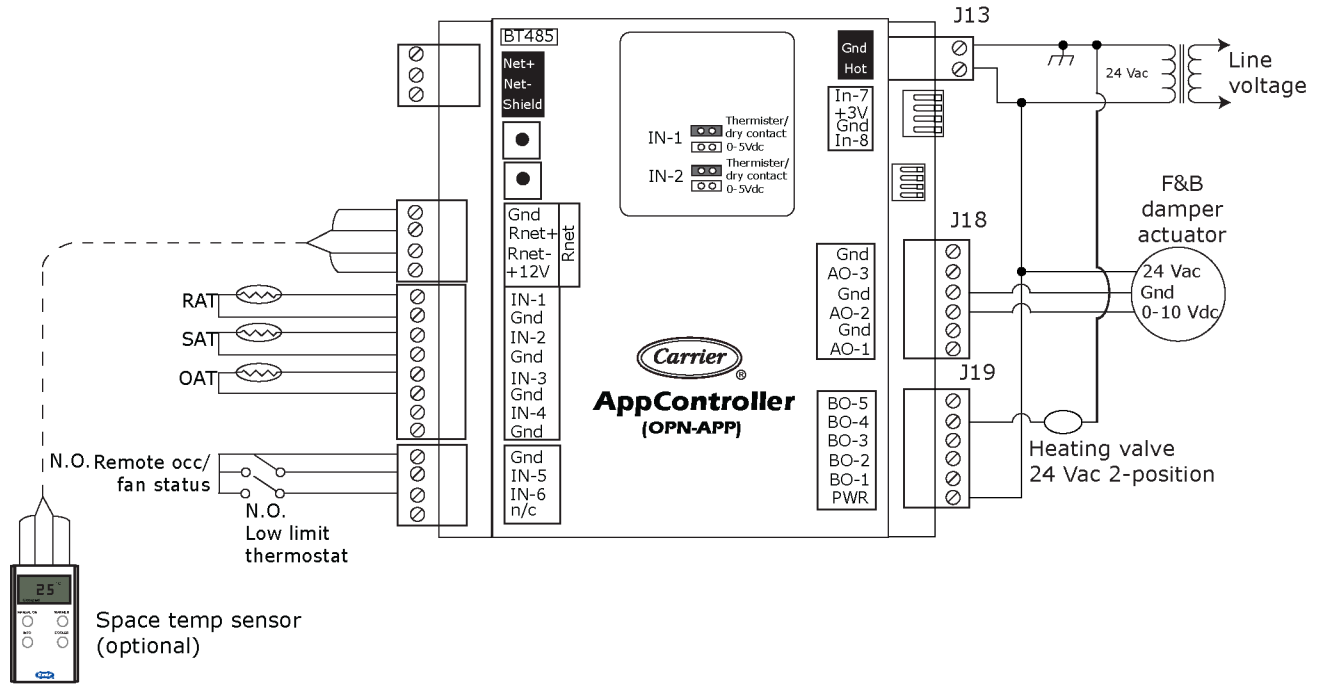 J13
BT485
Net+
Net-
Shield
Gnd
Hot
In-7
+3V
Gnd
In-8
24 Vac
Line
voltage
IN-1
Thermister/
dry contact
0-5Vdc
IN-2
Thermister/
dry contact
0-5Vdc
Gnd
Rnet+
Rnet-
+12V
Rnet
RAT
SAT
OAT
IN-1
Gnd
IN-2
Gnd
IN-3
Gnd
IN-4
Gnd
J18
Gnd
AO-3
Gnd
AO-2
Gnd
AO-1
F&B
damper
actuator
24 Vac
Gnd
0-10 Vdc
Carrier
®
AppController
(OPN-APP)
J19
BO-5
BO-4
BO-3
BO-2
BO-1
PWR
Heating valve
24 Vac 2-position
N.O. Remote occ/
fan status
N.O.
Low limit
thermostat
Gnd
IN-5
IN-6
n/c
25
Space temp sensor
(optional)